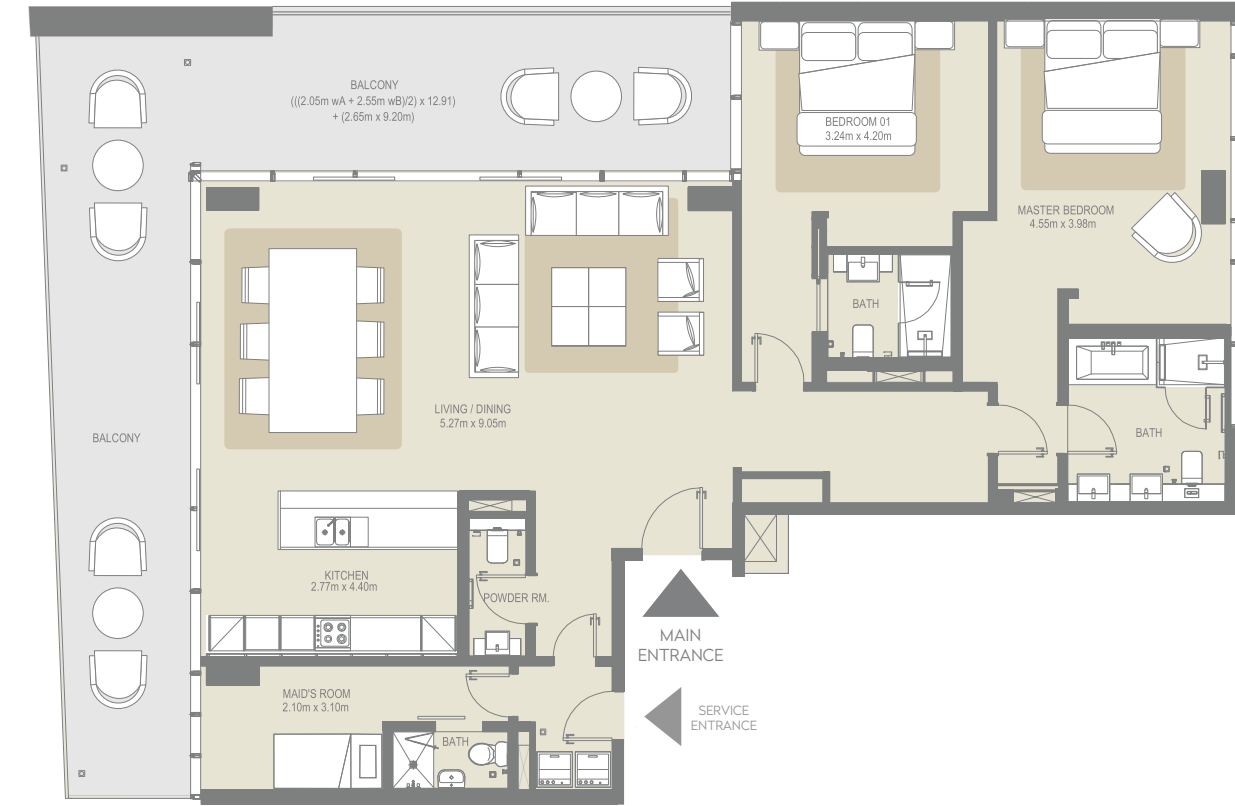 BALCONY
(((2.05m wA + 2.55m wB)/2) x 12.91)
+ (2.65m x 9.20m)
BEDROOM 01
3.24m x 4.20m
MASTER BEDROOM
4.55m x 3.98m
BATH
LIVING / DINING
5.27m x 9.05m
BALCONY
BATH
KITCHEN
2.77m x 4.40m
POWDER RM.
MAIN
ENTRANCE
MAID'S ROOM
2.10m x 3.10m
SERVICE
ENTRANCE
BATH